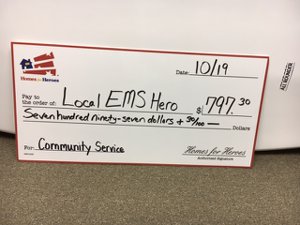 Homes for Heroes
Date: 10/19
Pay to
the order of: Local EMS Hero $797.30
Seven hundred ninety-seven dollars + 30/100 — Dollars
For: Community Service
Homes for Heroes
Authorized Signature